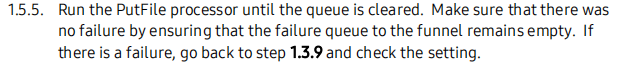 1.5.5. Run the PutFile processor until the queue is cleared. Make sure that there was
no failure by ensuring that the failure queue to the funnel remains empty. If
there is a failure, go back to step 1.3.9 and check the setting.